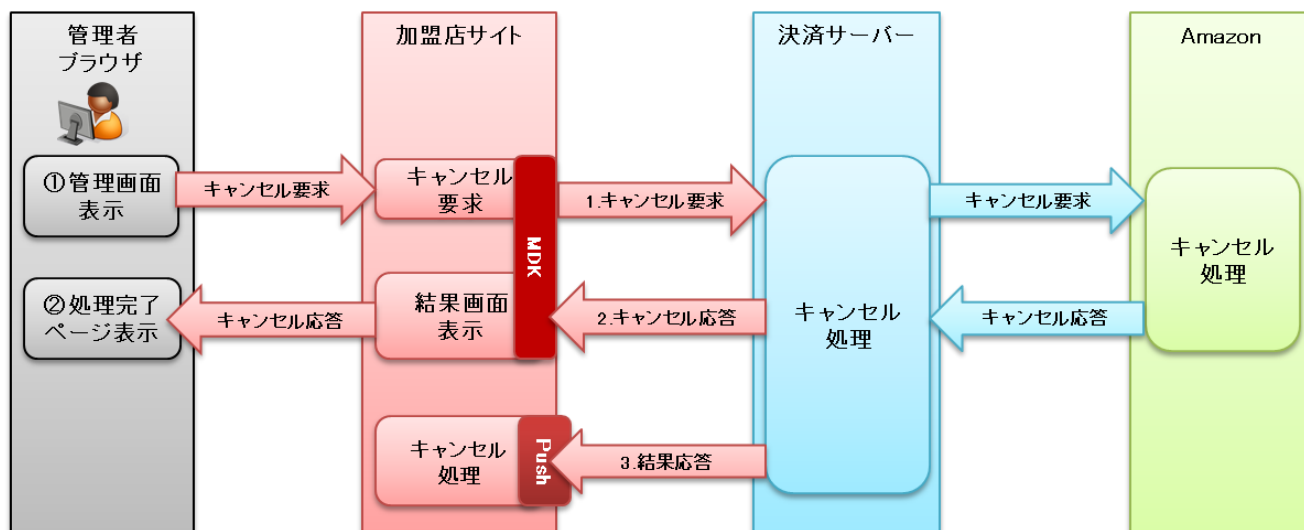 管理者
ブラウザ
加盟店サイト
決済サーバー
Amazon
①管理画面
表示
キャンセル要求
キャンセル
要求
1.キャンセル要求
キャンセル要求
MDK
キャンセル
処理
②処理完了
ページ表示
キャンセル応答
結果画面
表示
2.キャンセル応答
キャンセル
処理
キャンセル応答
キャンセル
処理
Push
3.結果応答